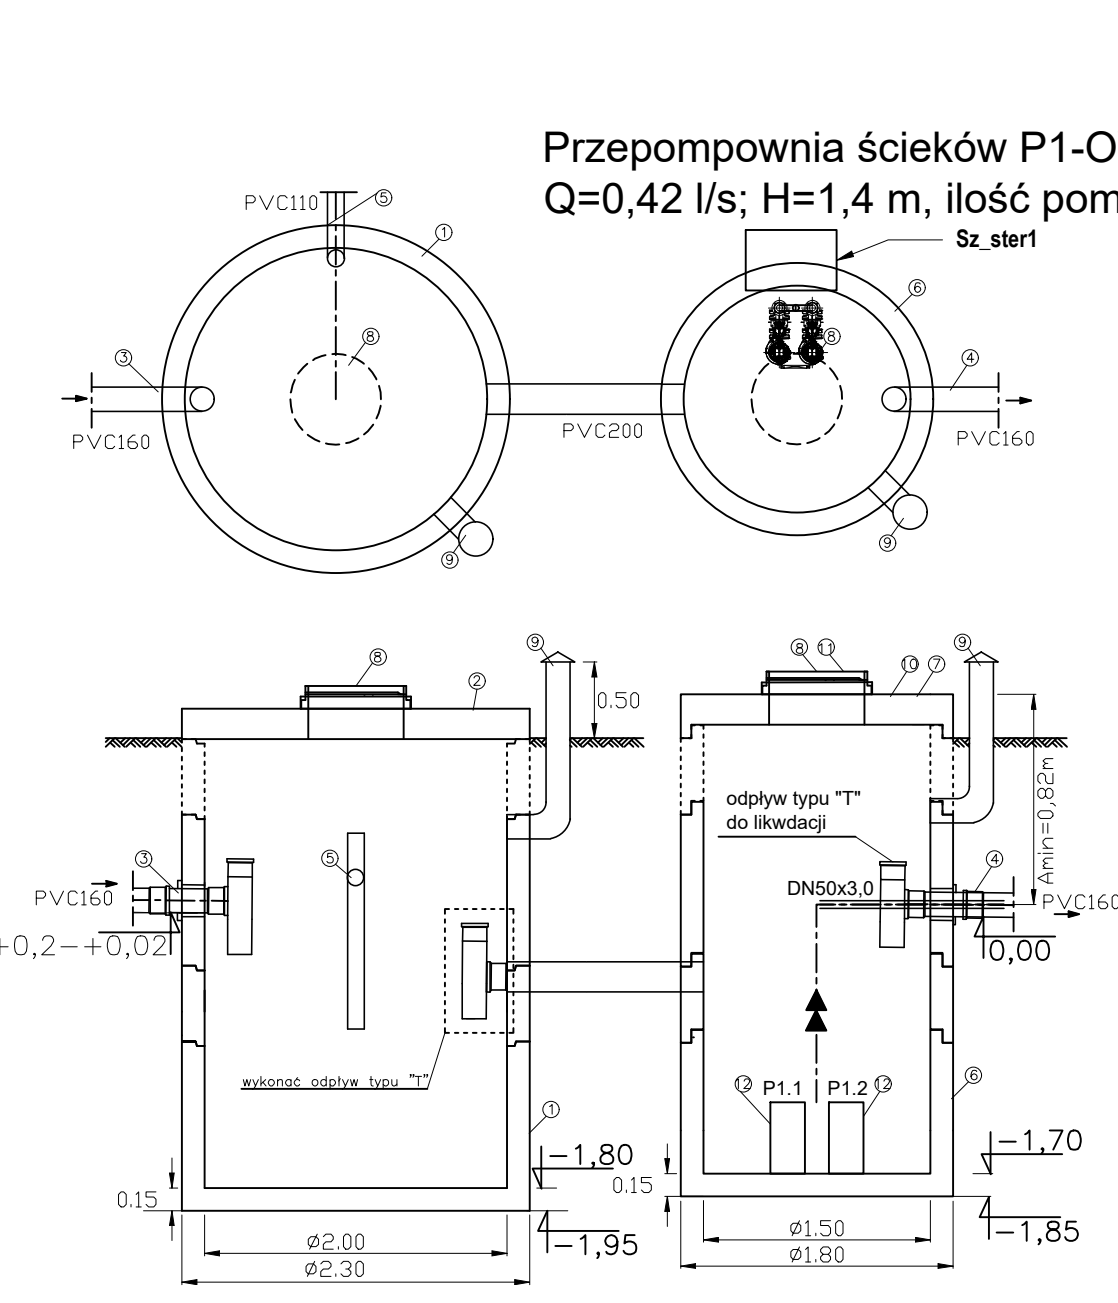 Przepompownia ścieków P1-O
Q=0,42 l/s; H=1,4 m, ilość pom
Sz_ster1
PVC110
5
1
6
8
8
3
4
PVC160
PVC200
PVC160
9
9
9
8
2
0.50
9
8
11
10
7
Amin=0,82m
odpływ typu "T"
do likwdacji
3
5
4
PVC160
DN50x3,0
PVC160
+0,2-+0,02
0,00
wykonać odpływ typu "T"
12
P1.1
P1.2
12
6
1
-1,80
-1,70
0.15
0.15
-1,95
-1,85
ø2.00
ø2.30
ø1.50
ø1.80